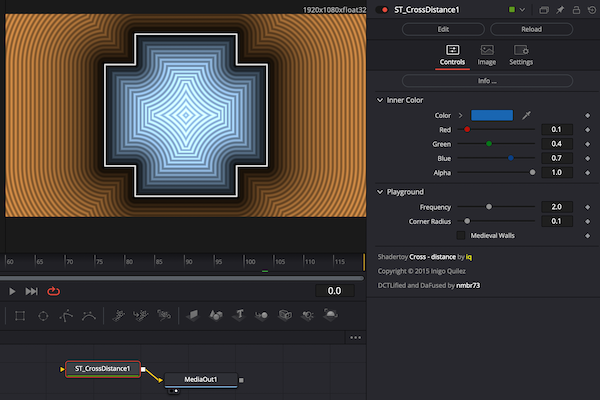 1920x1080xfloat32
ST_CrossDistance1
Edit
Reload
Controls
Image
Settings
Info ...
Inner Color
Color
Red
0.1
Green
0.4
Blue
0.7
Alpha
1.0
Playground
Frequency
2.0
Corner Radius
0.1
Medieval Walls
Shadertoy Cross - distance by iq
Copyright © 2015 Inigo Quilez
DCTLified and DaFused by nmbr73
60 65 70 75 80 85 90 95 100 105 110 115
0.0
T
ST_CrossDistance1
MediaOut1